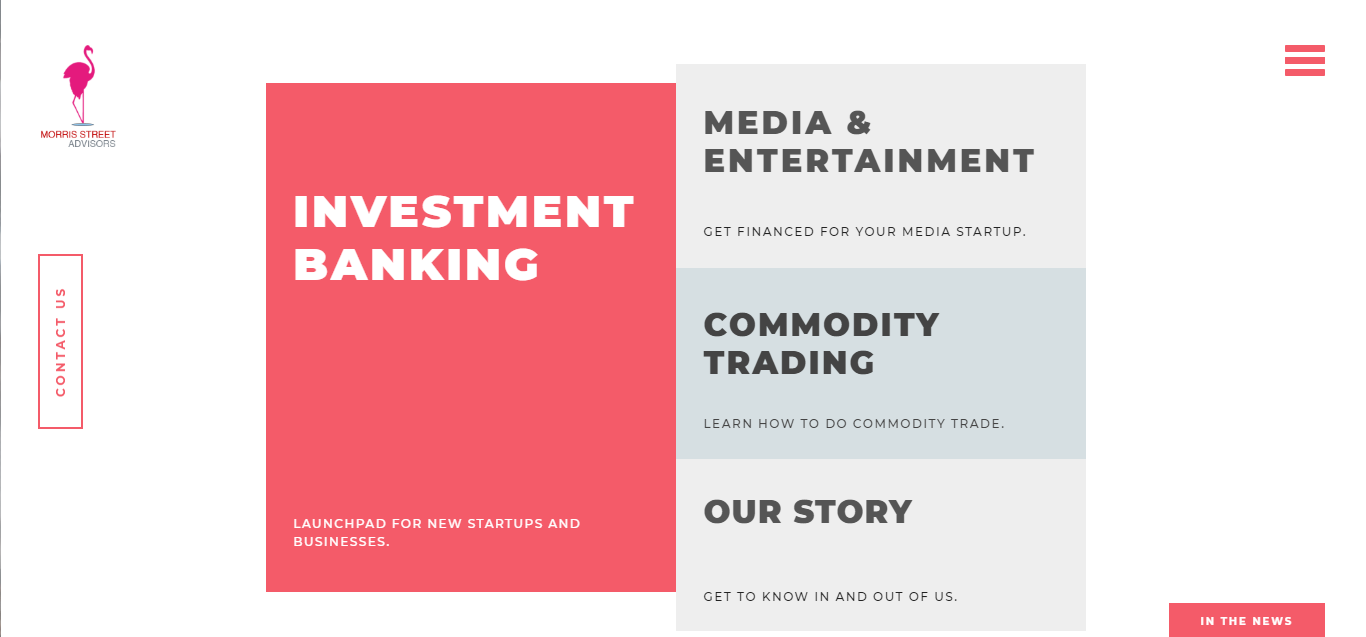 MORRIS STREET
ADVISORS
CONTACT US
INVESTMENT
BANKING
LAUNCHPAD FOR NEW STARTUPS AND
BUSINESSES.
MEDIA &
ENTERTAINMENT
GET FINANCED FOR YOUR MEDIA STARTUP.
COMMODITY
TRADING
LEARN HOW TO DO COMMODITY TRADE.
OUR STORY
GET TO KNOW IN AND OUT OF US.
IN THE NEWS